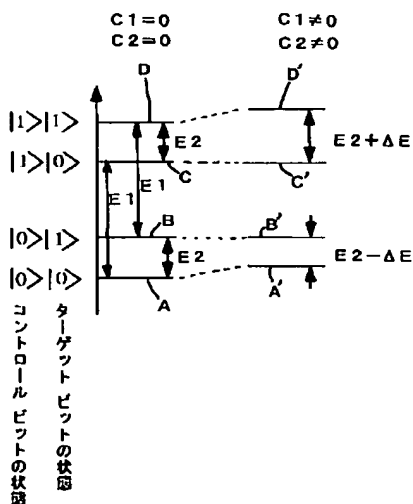 C1=0
C2=0
C1≠0
C2≠0
D
D′
|1>|1>
E2
E2+ΔE
|1>|0>
C
C′
E1
E1
B
B′
|0>|1>
E2
E2−ΔE
|0>|0>
A
A′
コントロールビットの状態
ターゲットビットの状態